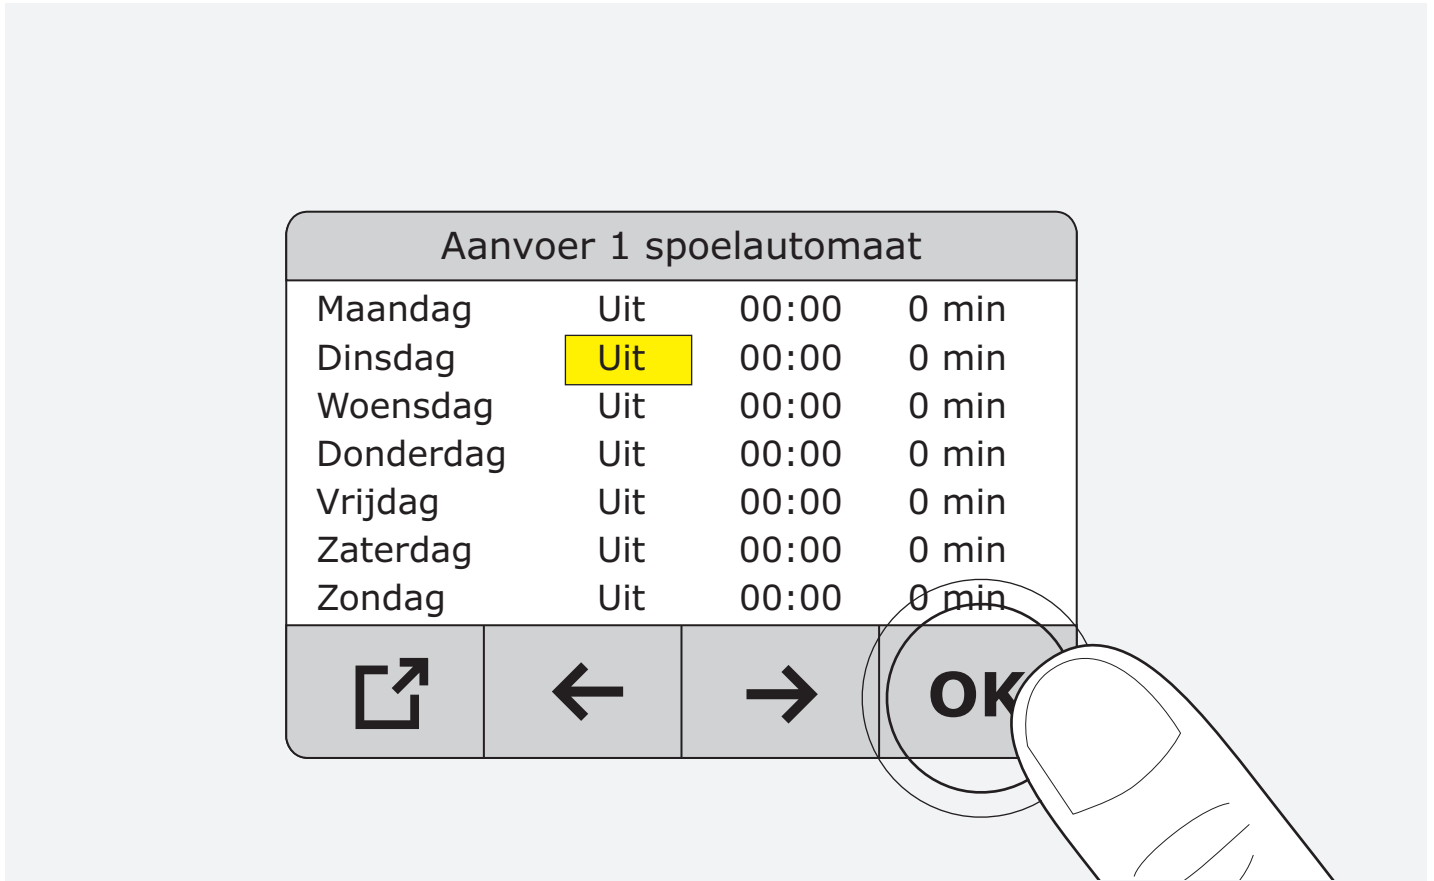 Aanvoer 1 spoelautomaat
Maandag Uit 00:00 0 min
Dinsdag Uit 00:00 0 min
Woensdag Uit 00:00 0 min
Donderdag Uit 00:00 0 min
Vrijdag Uit 00:00 0 min
Zaterdag Uit 00:00 0 min
Zondag Uit 00:00 0 min
OK